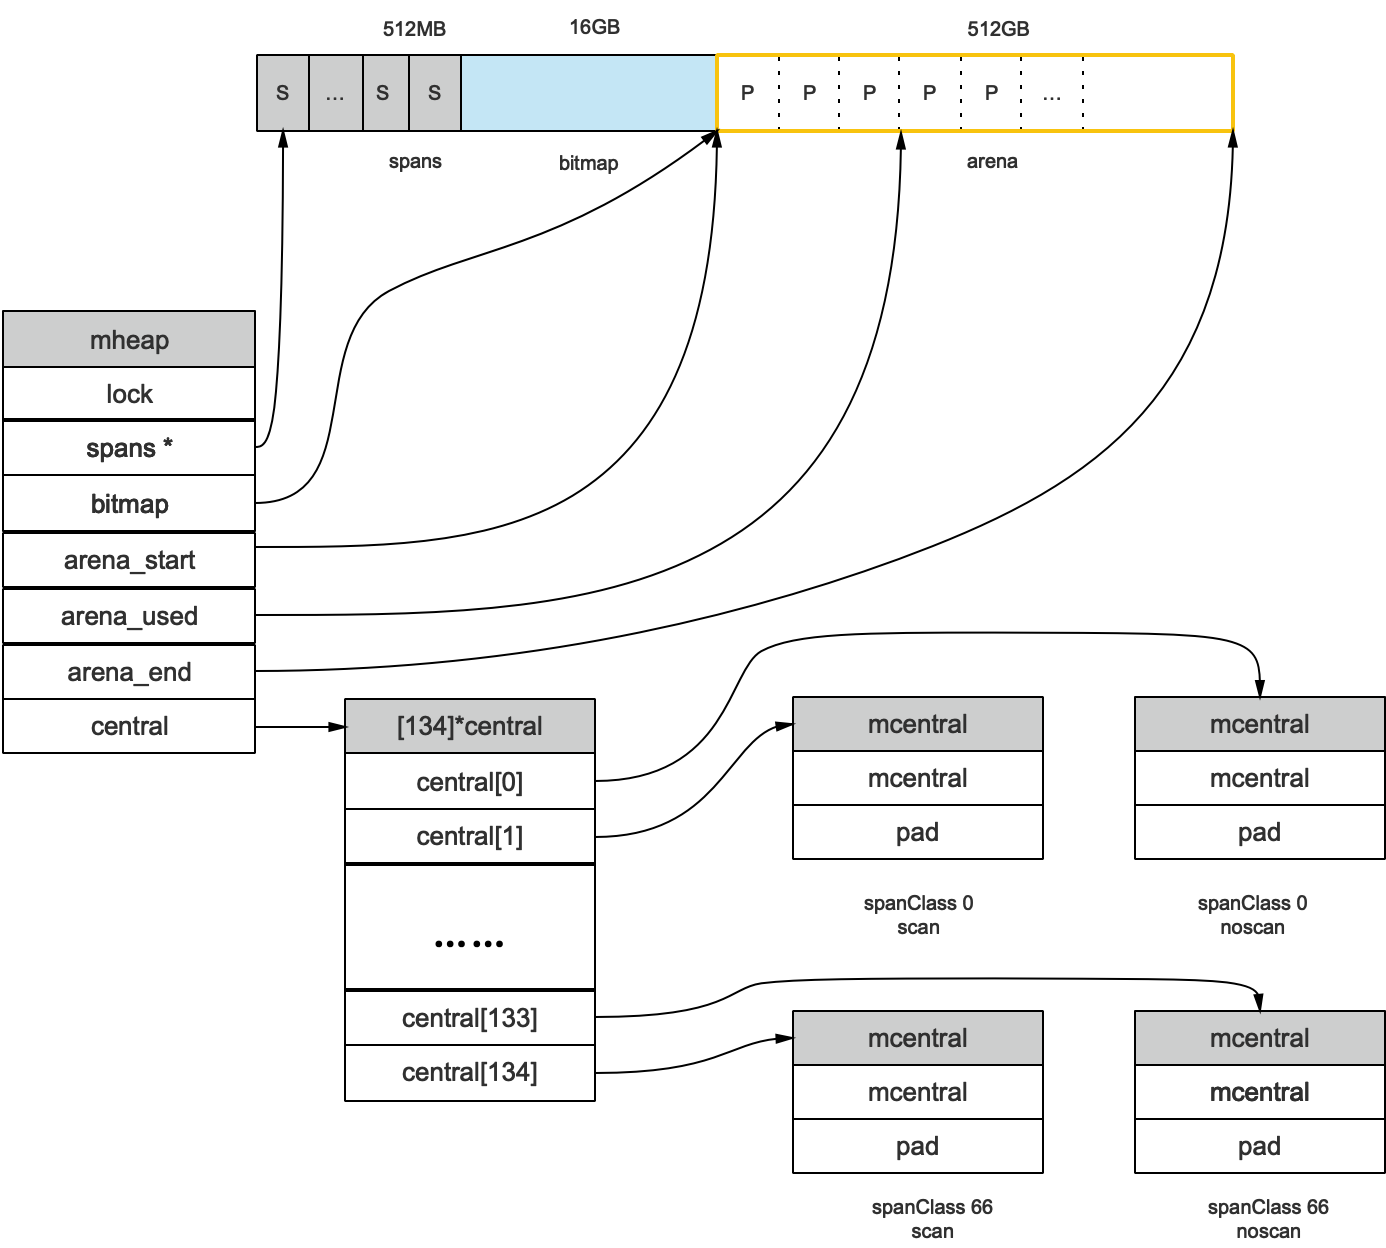 512MB
16GB
512GB
S
...
S
S
P
P
P
P
P
...
spans
bitmap
arena
mheap
lock
spans *
bitmap
arena_start
arena_used
arena_end
central
[134]*central
central[0]
central[1]
……
central[133]
central[134]
mcentral
mcentral
pad
spanClass 0
scan
mcentral
mcentral
pad
spanClass 0
noscan
mcentral
mcentral
pad
spanClass 66
scan
mcentral
mcentral
pad
spanClass 66
noscan